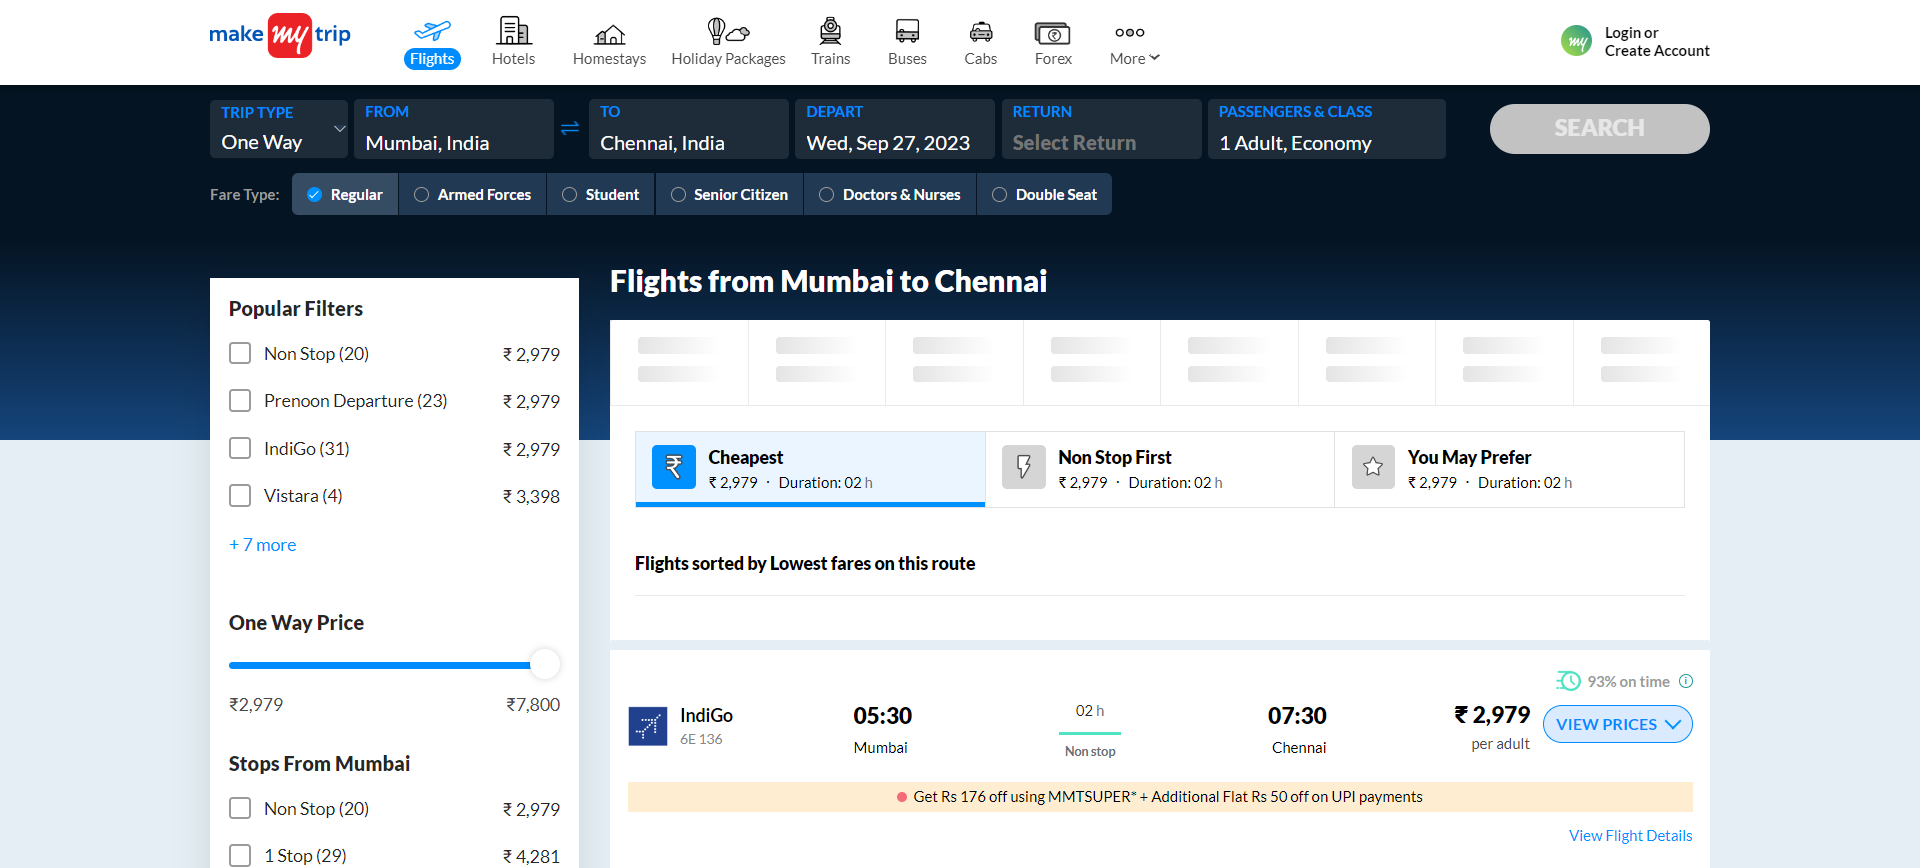 make my trip
Flights
Hotels
Homestays
Holiday Packages
Trains
Buses
Cabs
Forex
More
my
Login or
Create Account
TRIP TYPE
One Way
FROM
Mumbai, India
TO
Chennai, India
DEPART
Wed, Sep 27, 2023
RETURN
Select Return
PASSENGERS & CLASS
1 Adult, Economy
SEARCH
Fare Type:
Regular
Armed Forces
Student
Senior Citizen
Doctors & Nurses
Double Seat
Popular Filters
Non Stop (20) ₹ 2,979
Prenoon Departure (23) ₹ 2,979
IndiGo (31) ₹ 2,979
Vistara (4) ₹ 3,398
+ 7 more
One Way Price
₹2,979 ₹7,800
Stops From Mumbai
Non Stop (20) ₹ 2,979
1 Stop (29) ₹ 4,281
Flights from Mumbai to Chennai
Cheapest
₹ 2,979 · Duration: 02 h
Non Stop First
₹ 2,979 · Duration: 02 h
You May Prefer
₹ 2,979 · Duration: 02 h
Flights sorted by Lowest fares on this route
93% on time
IndiGo
6E 136
05:30
Mumbai
02 h
Non stop
07:30
Chennai
₹ 2,979
per adult
VIEW PRICES
Get Rs 176 off using MMTSUPER* + Additional Flat Rs 50 off on UPI payments
View Flight Details